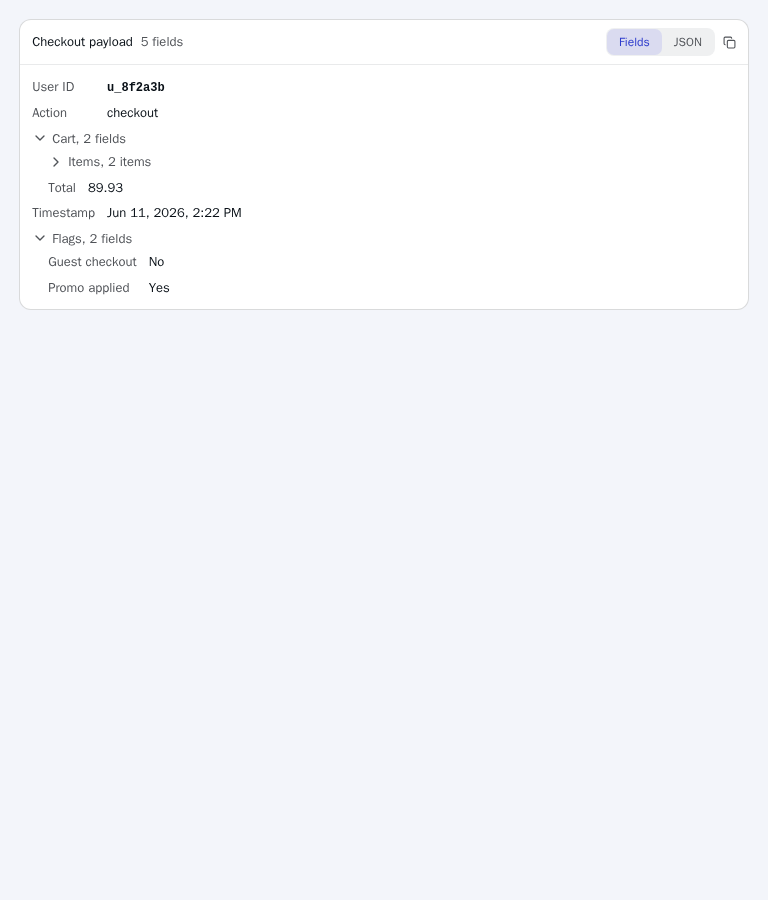 Checkout payload 5 fields Fields JSON
User ID u_8f2a3b
Action checkout
Cart, 2 fields
Items, 2 items
Total 89.93
Timestamp Jun 11, 2026, 2:22 PM
Flags, 2 fields
Guest checkout No
Promo applied Yes